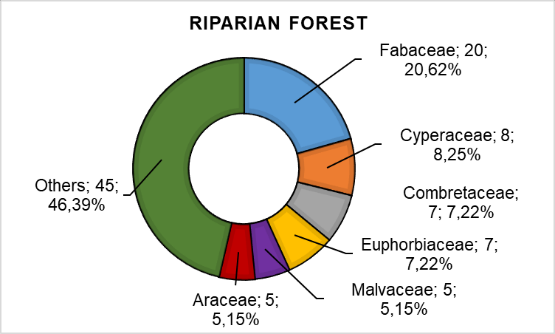 RIPARIAN FOREST
Fabaceae; 20;
20,62%
Cyperaceae; 8;
8,25%
Combretaceae;
7; 7,22%
Euphorbiaceae; 7;
7,22%
Malvaceae; 5;
5,15%
Araceae; 5;
5,15%
Others; 45;
46,39%